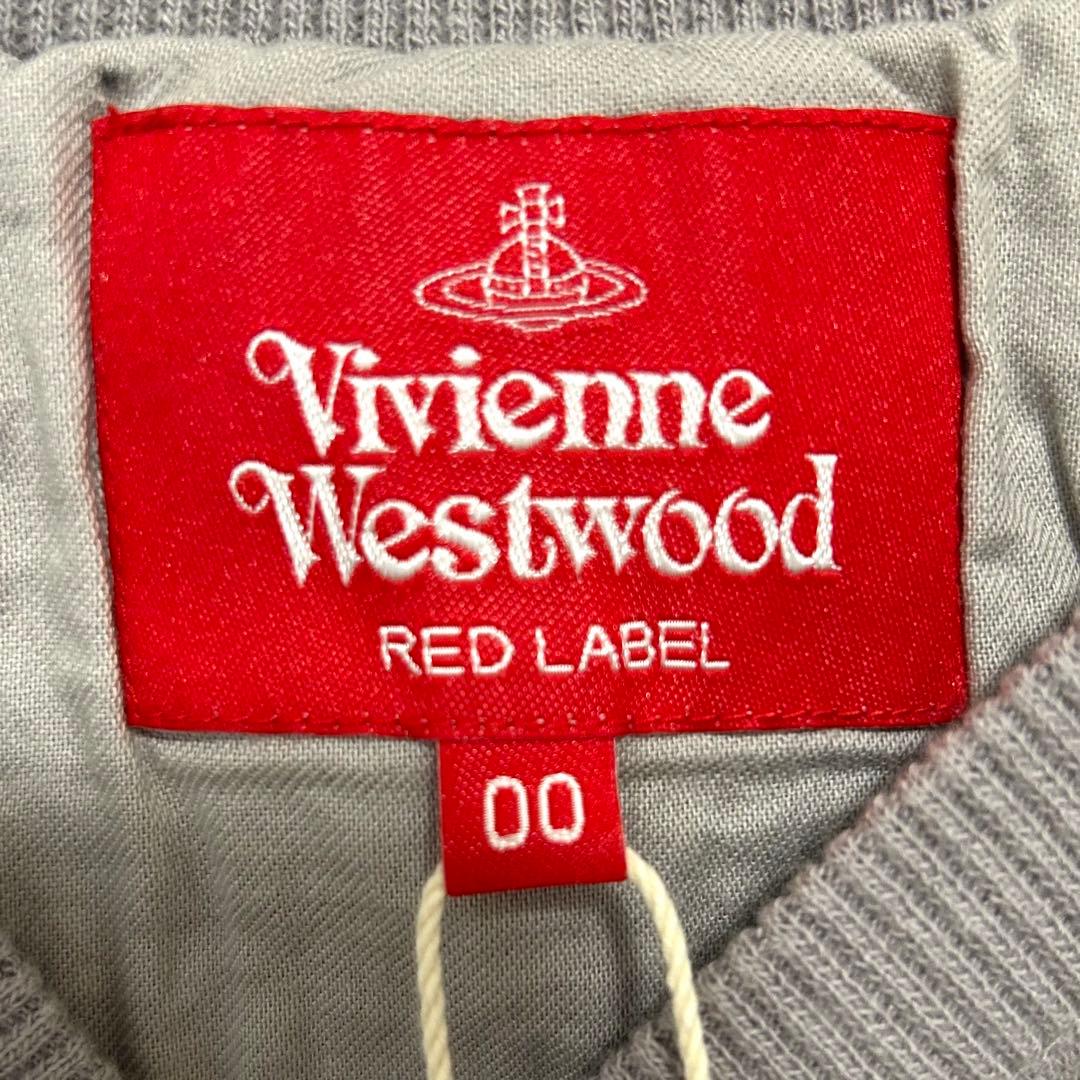 Vivienne
Westwood
RED LABEL
00